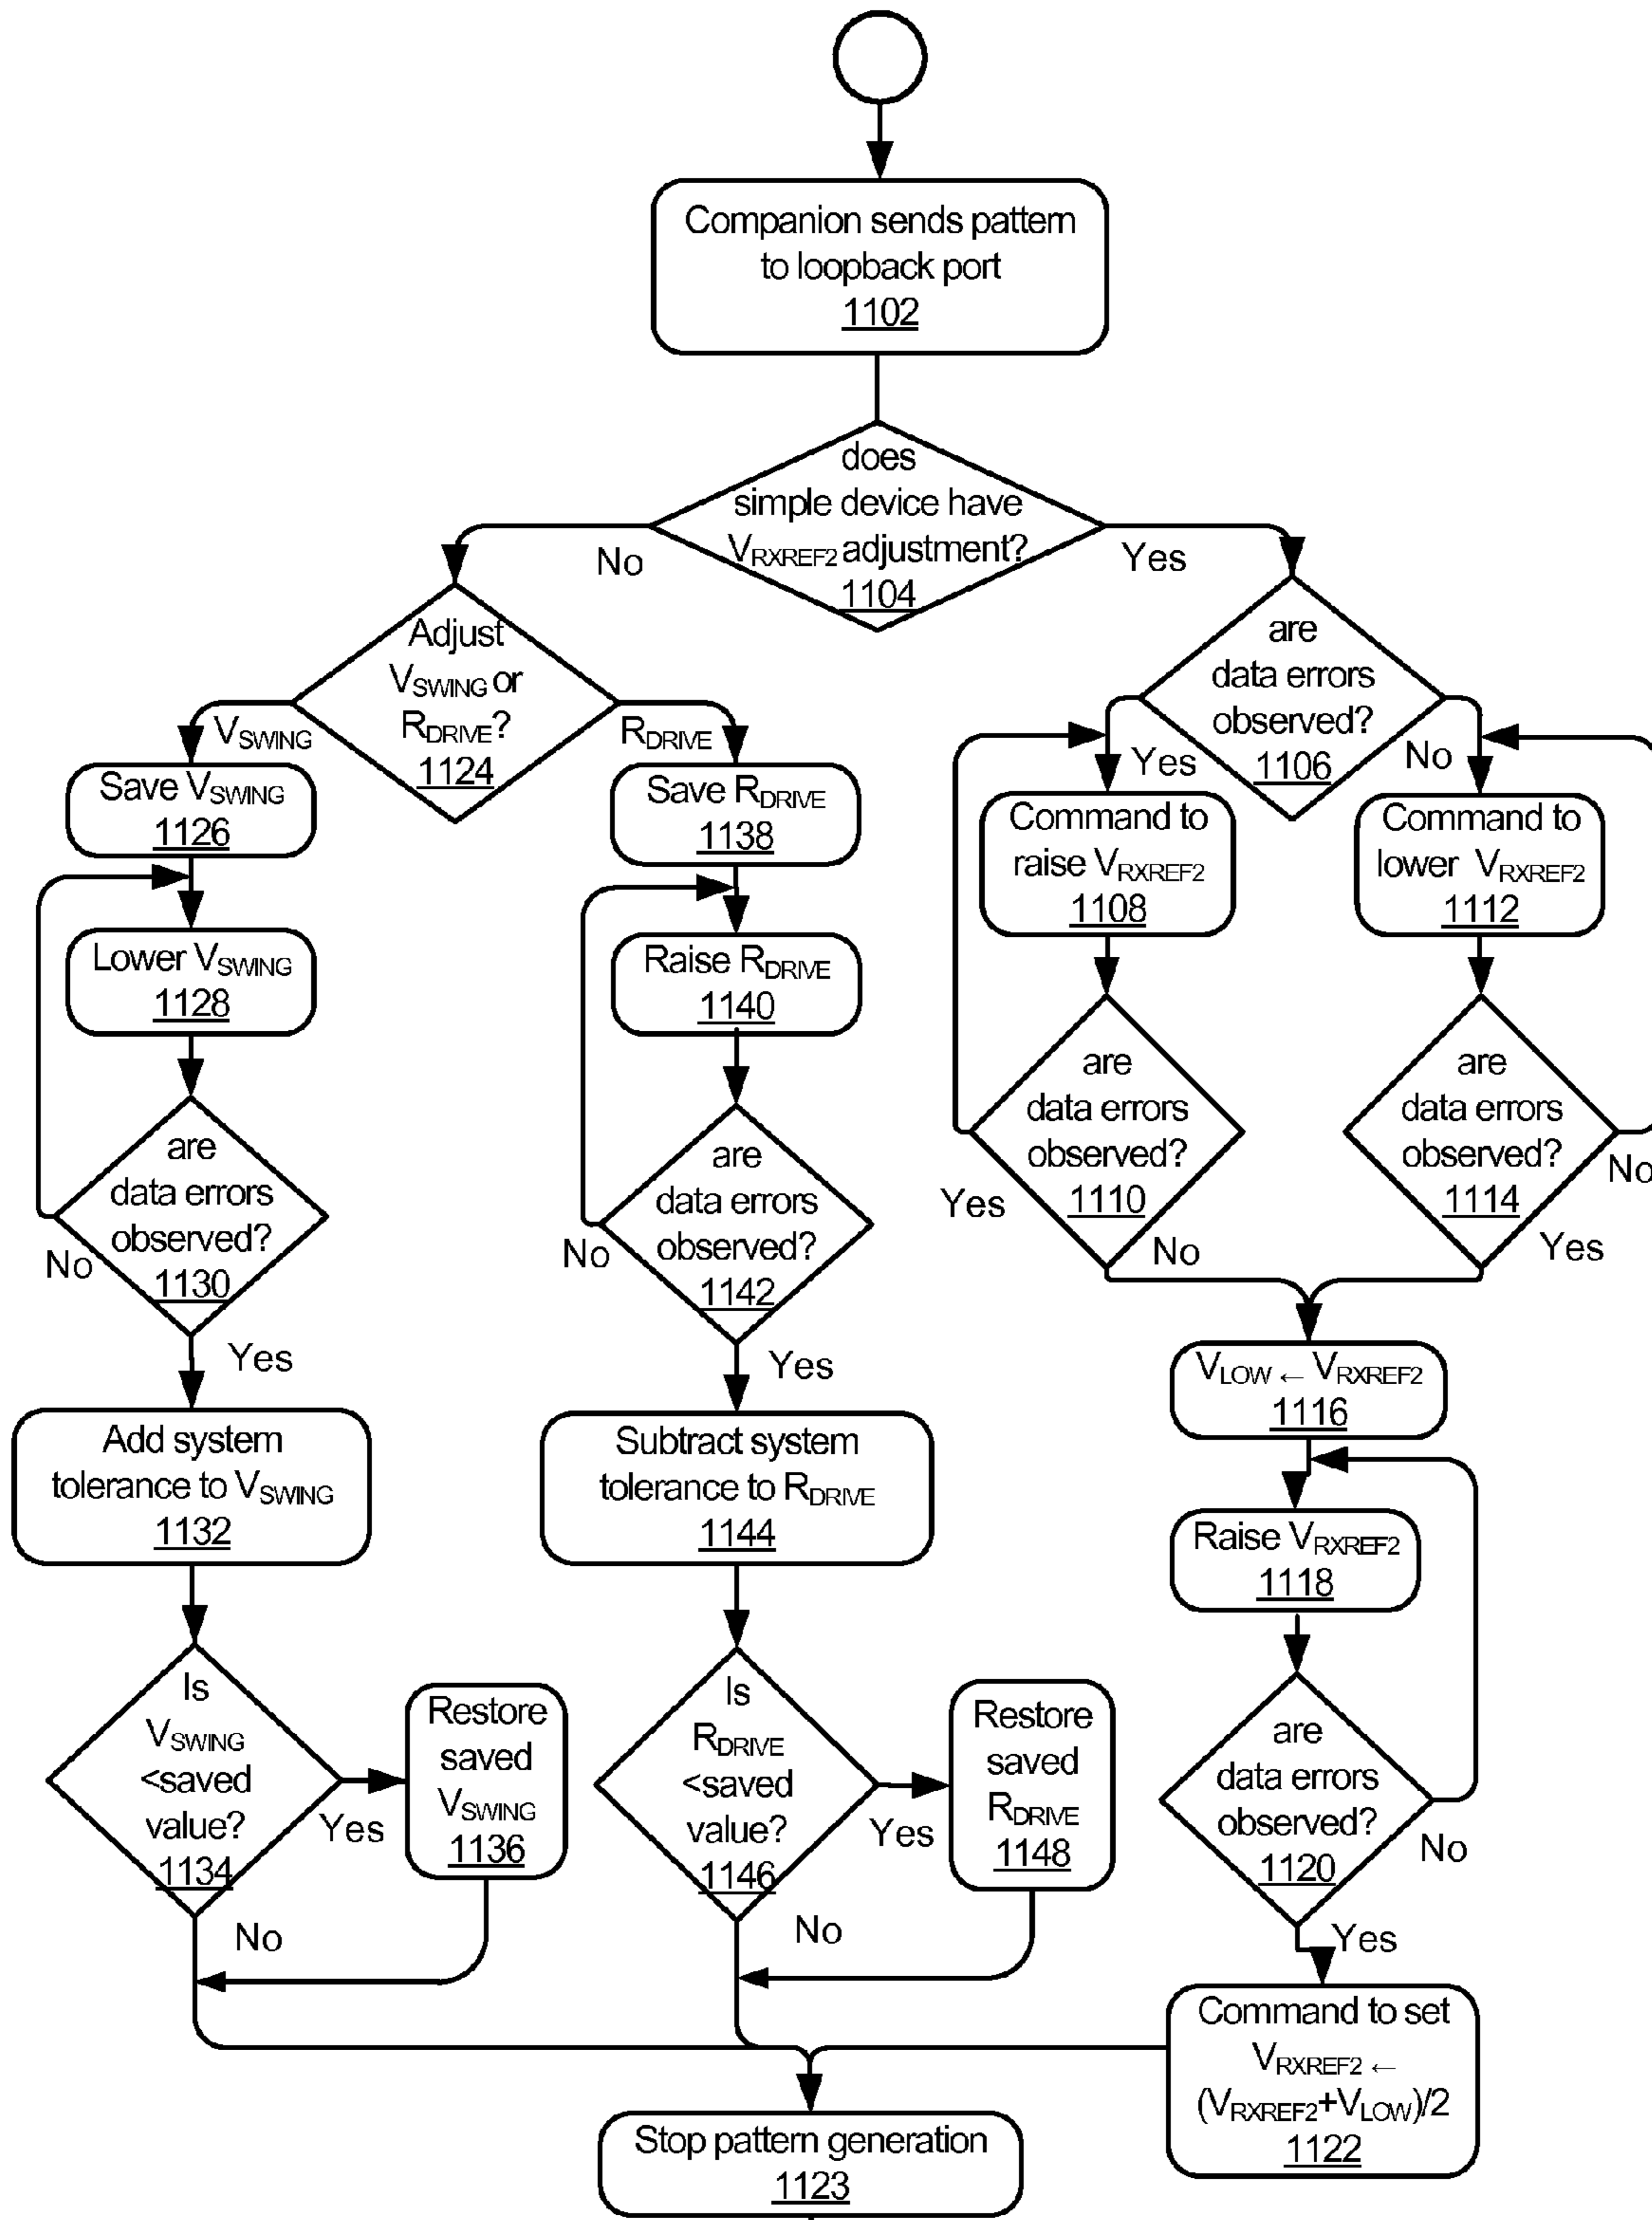 Companion sends pattern
to loopback port
1102
does
simple device have
VRXREF2 adjustment?
1104
No
Yes
Adjust
VSWING or
RDRIVE?
1124
VSWING
RDRIVE
are
data errors
observed?
1106
Yes
No
Save VSWING
1126
Save RDRIVE
1138
Command to
raise VRXREF2
1108
Command to
lower VRXREF2
1112
Lower VSWING
1128
Raise RDRIVE
1140
are
data errors
observed?
1130
No
Yes
are
data errors
observed?
1142
No
Yes
are
data errors
observed?
1110
Yes
No
are
data errors
observed?
1114
No
Yes
VLOW ← VRXREF2
1116
Add system
tolerance to VSWING
1132
Subtract system
tolerance to RDRIVE
1144
Raise VRXREF2
1118
Is
VSWING
<saved
value?
1134
Yes
No
Restore
saved
VSWING
1136
Is
RDRIVE
<saved
value?
1146
Yes
No
Restore
saved
RDRIVE
1148
are
data errors
observed?
1120
No
Yes
Command to set
VRXREF2 ←
(VRXREF2+VLOW)/2
1122
Stop pattern generation
1123